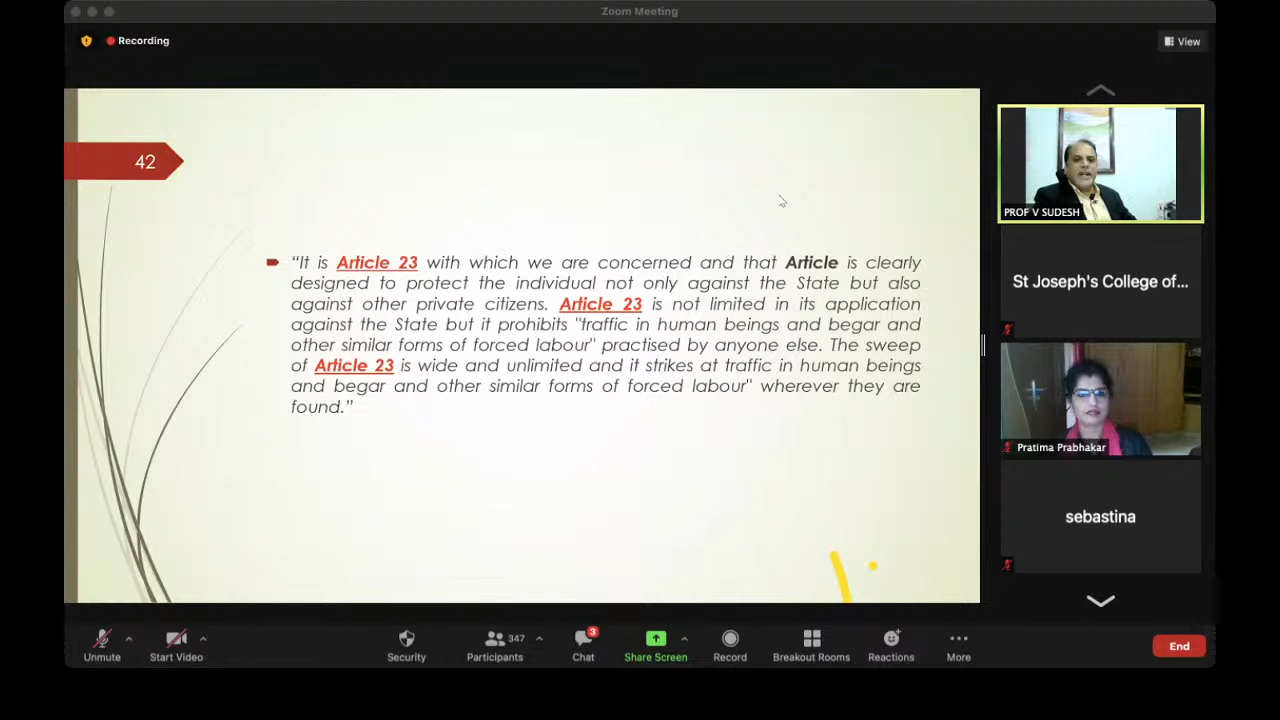 Zoom Meeting
Recording
View
42
“It is Article 23 with which we are concerned and that Article is clearly
designed to protect the individual not only against the State but also
against other private citizens. Article 23 is not limited in its application
against the State but it prohibits "traffic in human beings and begar and
other similar forms of forced labour" practised by anyone else. The sweep
of Article 23 is wide and unlimited and it strikes at traffic in human beings
and begar and other similar forms of forced labour" wherever they are
found.”
PROF V SUDESH
St Joseph's College of...
Pratima Prabhakar
sebastina
347
3
Unmute
Start Video
Security
Participants
Chat
Share Screen
Record
Breakout Rooms
Reactions
More
End